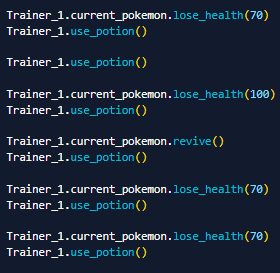 Trainer_1.current_pokemon.lose_health(70)
Trainer_1.use_potion()
Trainer_1.use_potion()
Trainer_1.current_pokemon.lose_health(100)
Trainer_1.use_potion()
Trainer_1.current_pokemon.revive()
Trainer_1.use_potion()
Trainer_1.current_pokemon.lose_health(70)
Trainer_1.use_potion()
Trainer_1.current_pokemon.lose_health(70)
Trainer_1.use_potion()